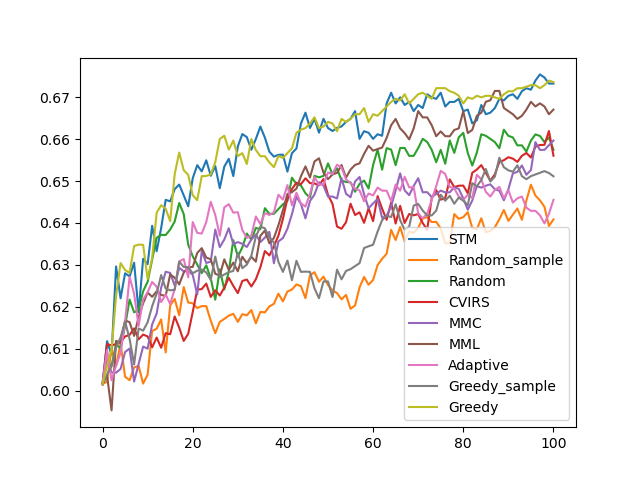 0.67
0.66
0.65
0.64
0.63
0.62
0.61
0.60
0 20 40 60 80 100
STM
Random_sample
Random
CVIRS
MMC
MML
Adaptive
Greedy_sample
Greedy